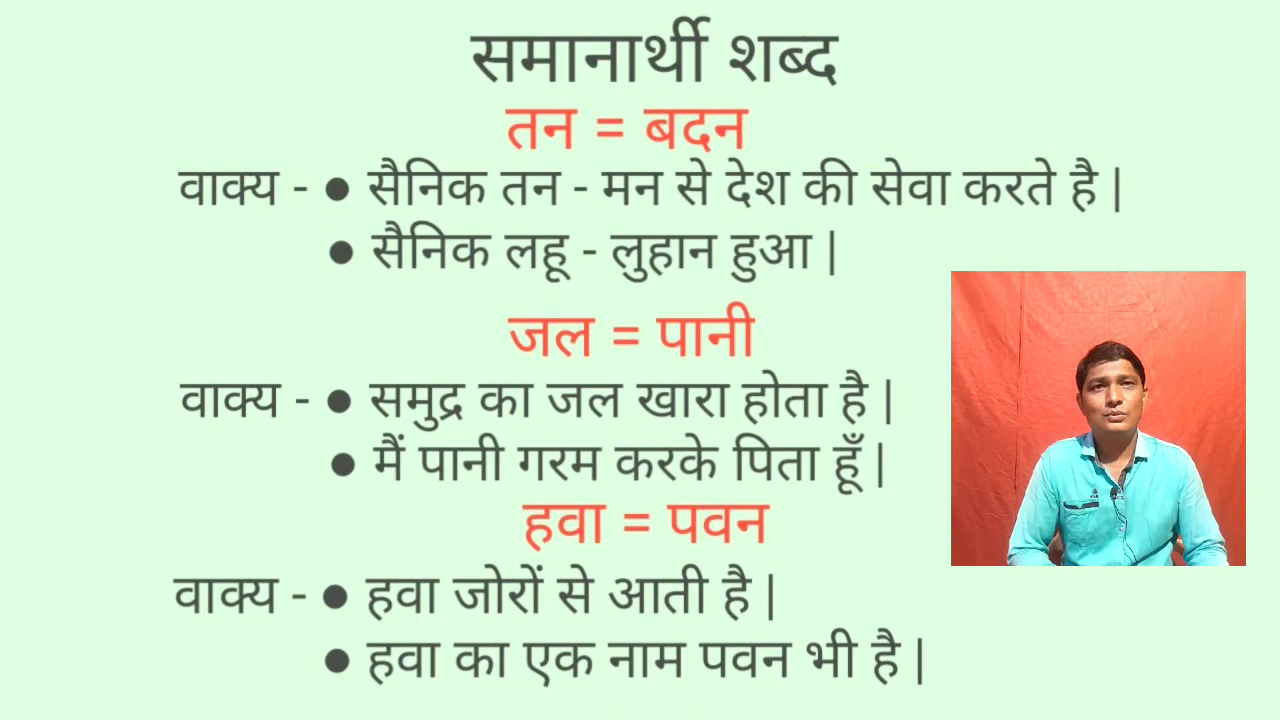 समानार्थी शब्द
तन = बदन
वाक्य - ● सैनिक तन - मन से देश की सेवा करते है |
● सैनिक लहू - लुहान हुआ |
जल = पानी
वाक्य - ● समुद्र का जल खारा होता है |
● मैं पानी गरम करके पिता हूँ |
हवा = पवन
वाक्य - ● हवा जोरों से आती है |
● हवा का एक नाम पवन भी है |